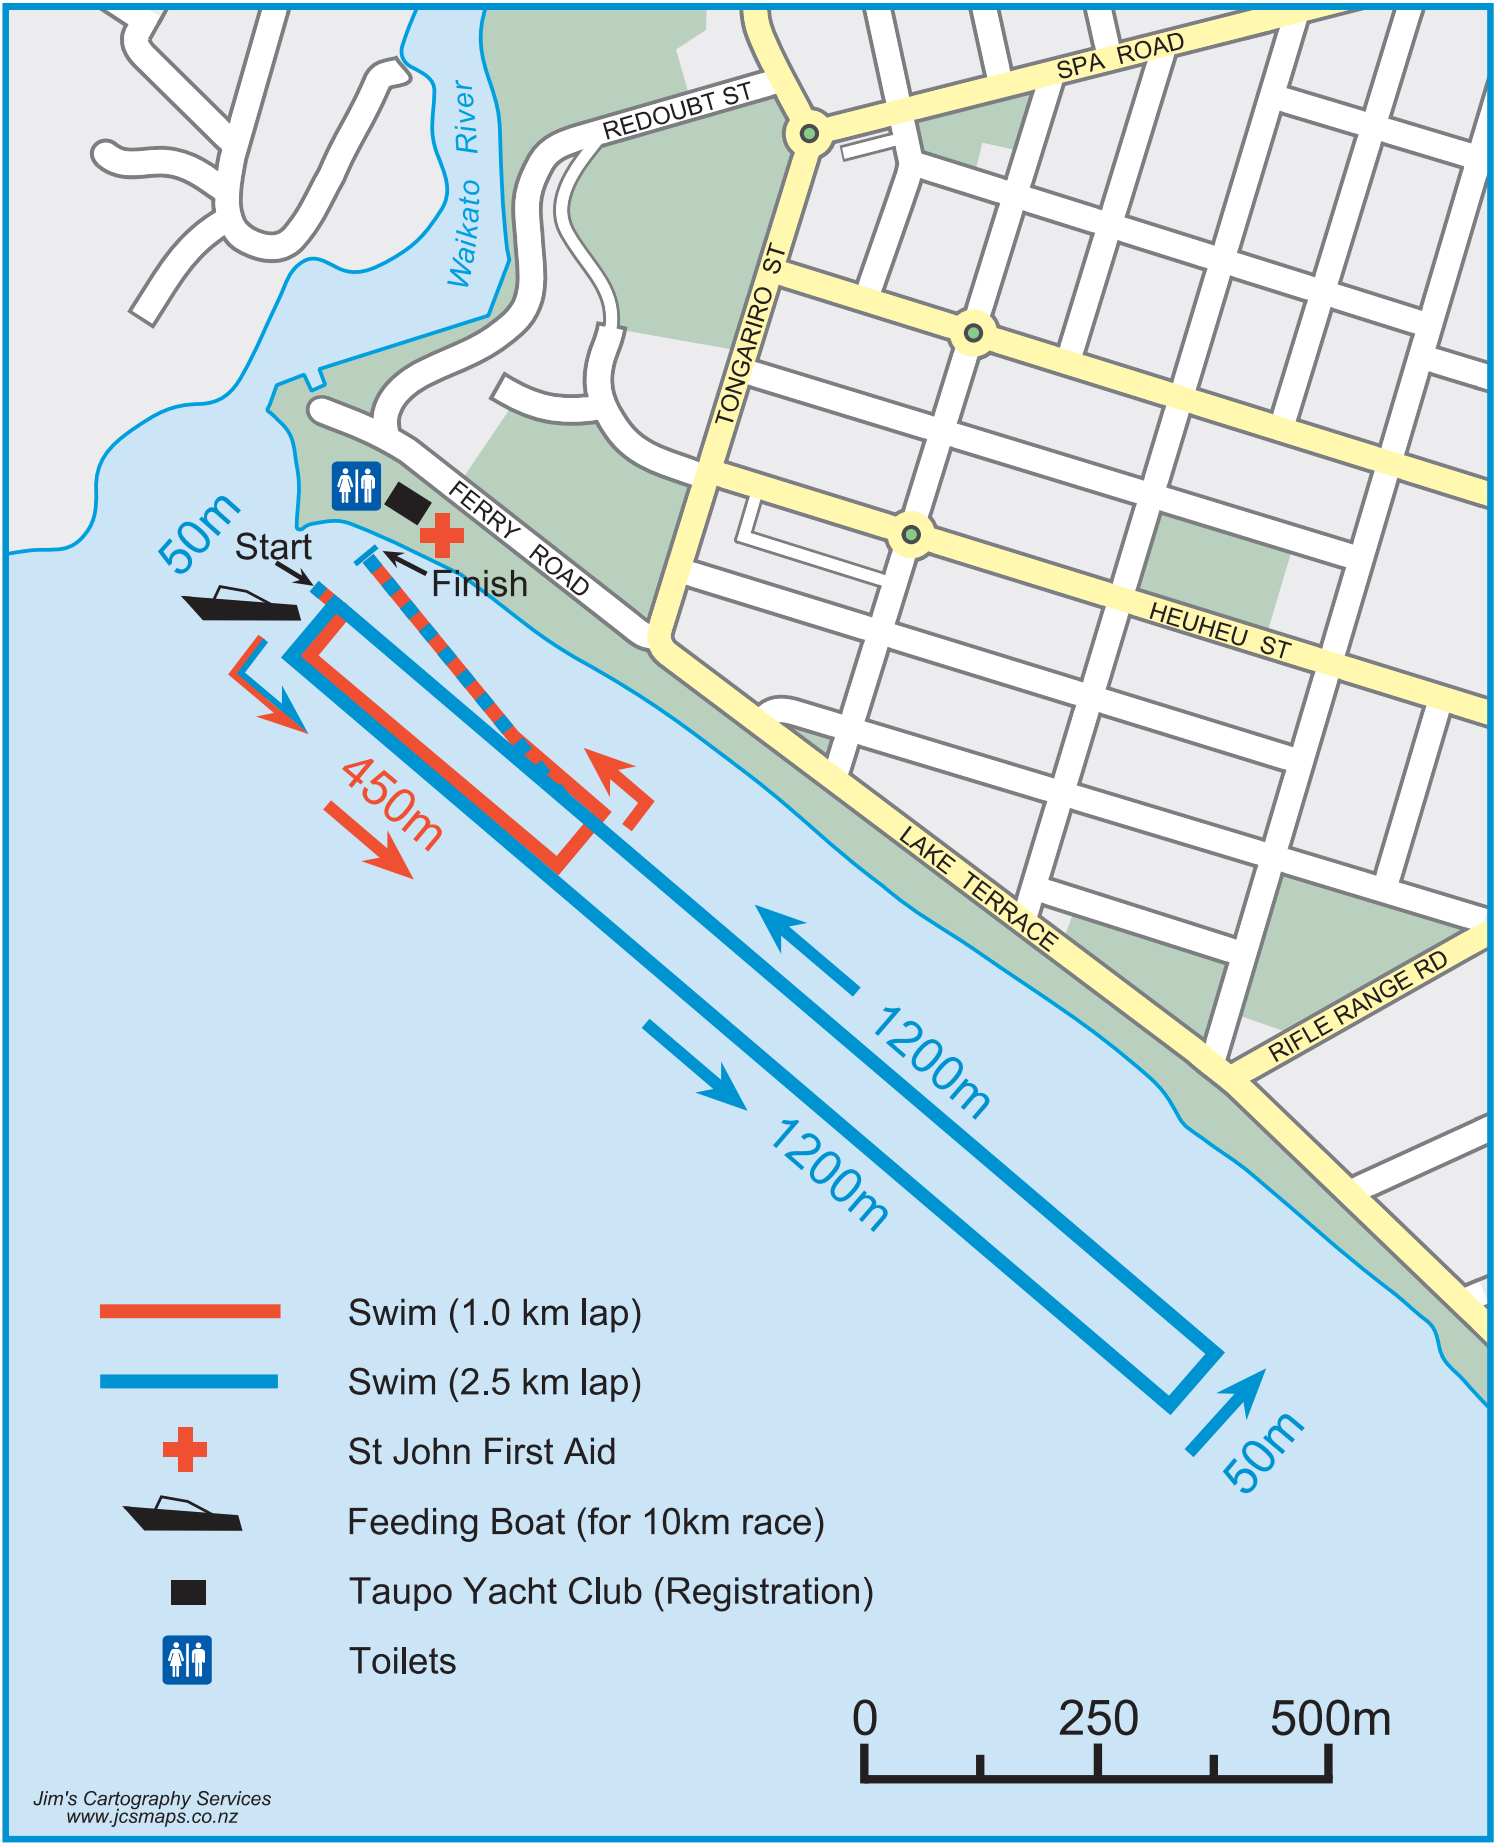 SPA ROAD
REDOUBT ST
Waikato River
TONGARIRO ST
50m
Start
Finish
FERRY ROAD
HEUHEU ST
450m
LAKE TERRACE
RIFLE RANGE RD
1200m
1200m
50m
Swim (1.0 km lap)
Swim (2.5 km lap)
St John First Aid
Feeding Boat (for 10km race)
Taupo Yacht Club (Registration)
Toilets
0 250 500m
Jim's Cartography Services
www.jcsmaps.co.nz